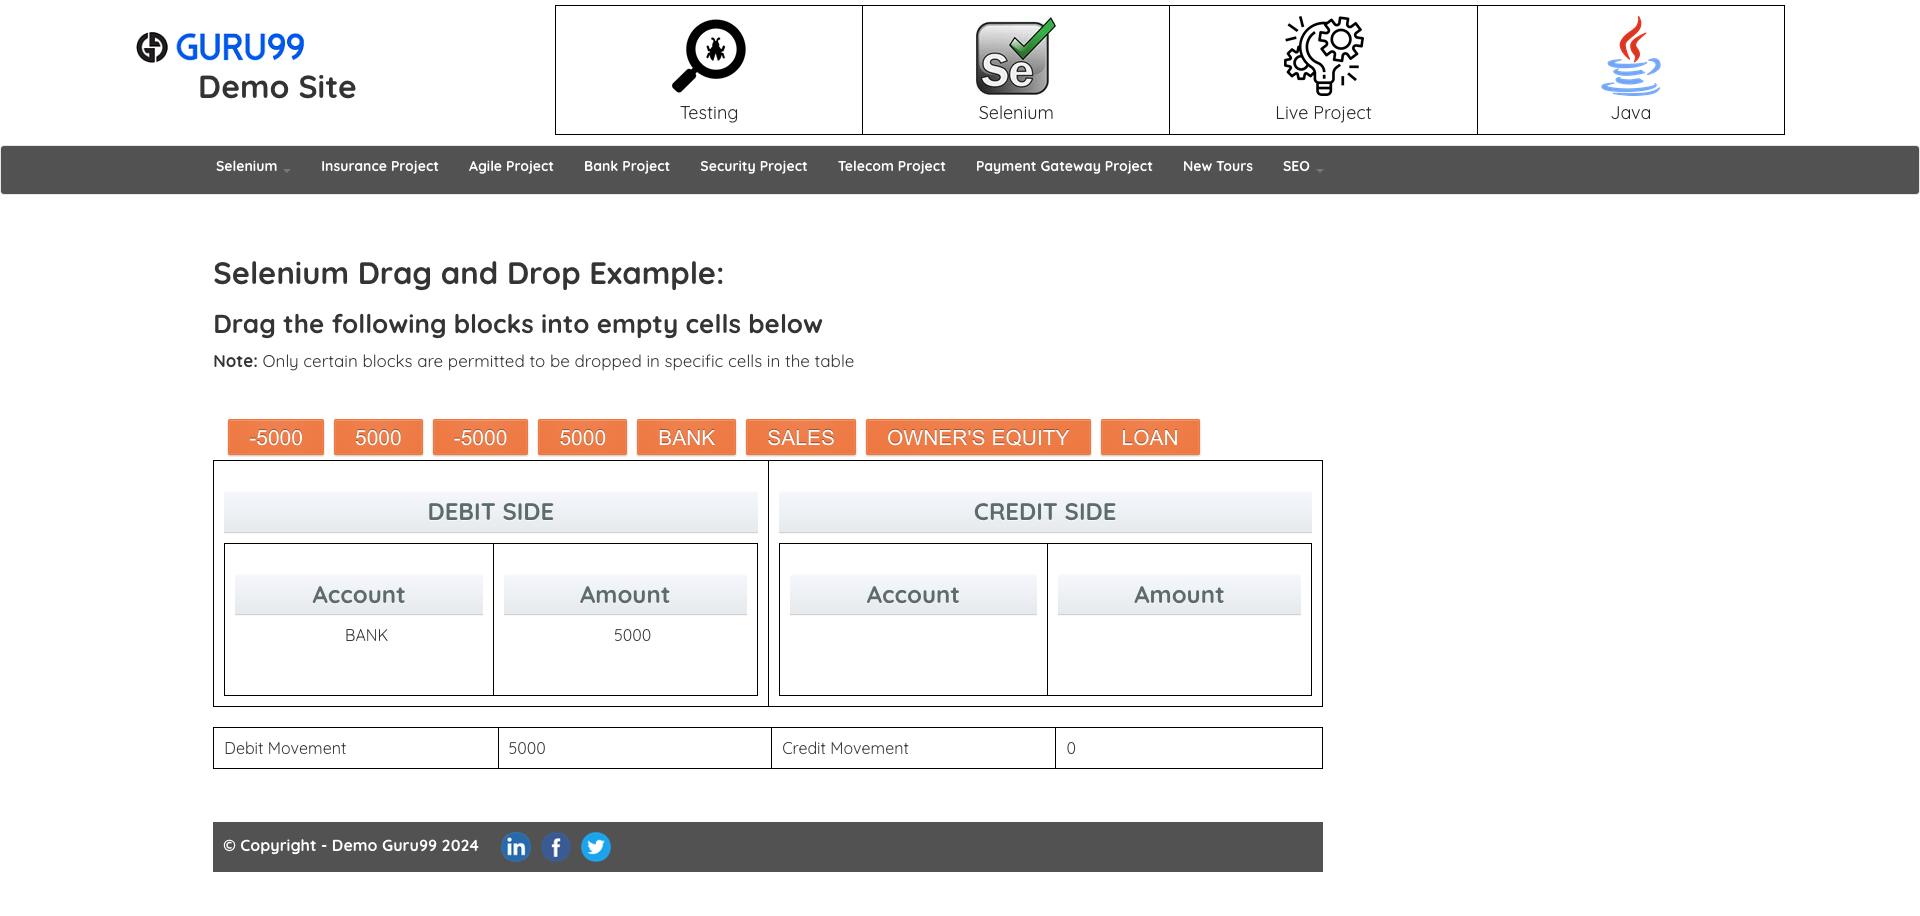 GURU99
Demo Site
Testing
Se
Selenium
Live Project
Java
Selenium Insurance Project Agile Project Bank Project Security Project Telecom Project Payment Gateway Project New Tours SEO
Selenium Drag and Drop Example:
Drag the following blocks into empty cells below
Note: Only certain blocks are permitted to be dropped in specific cells in the table
-5000 5000 -5000 5000 BANK SALES OWNER'S EQUITY LOAN
DEBIT SIDE CREDIT SIDE
Account Amount Account Amount
BANK 5000
Debit Movement 5000 Credit Movement 0
© Copyright - Demo Guru99 2024 in f